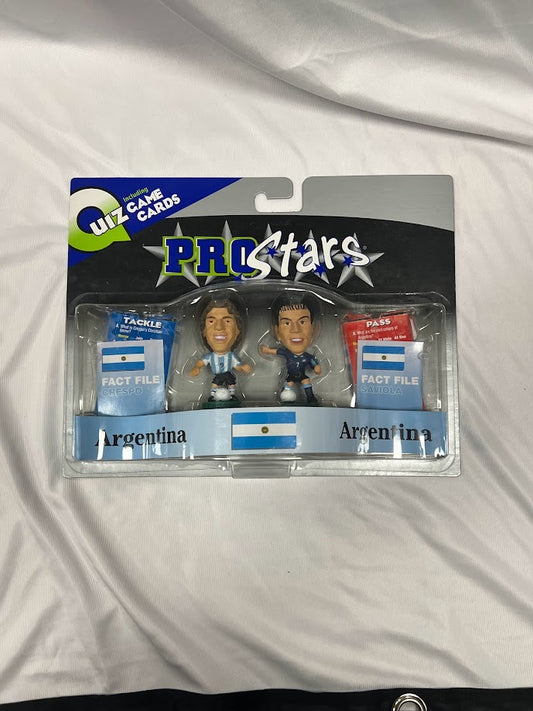 Including
QUIZ GAME
CARDS
PROStars
TACKLE
FACT FILE
CRESPO
PASS
FACT FILE
SAVIOLA
Argentina
Argentina